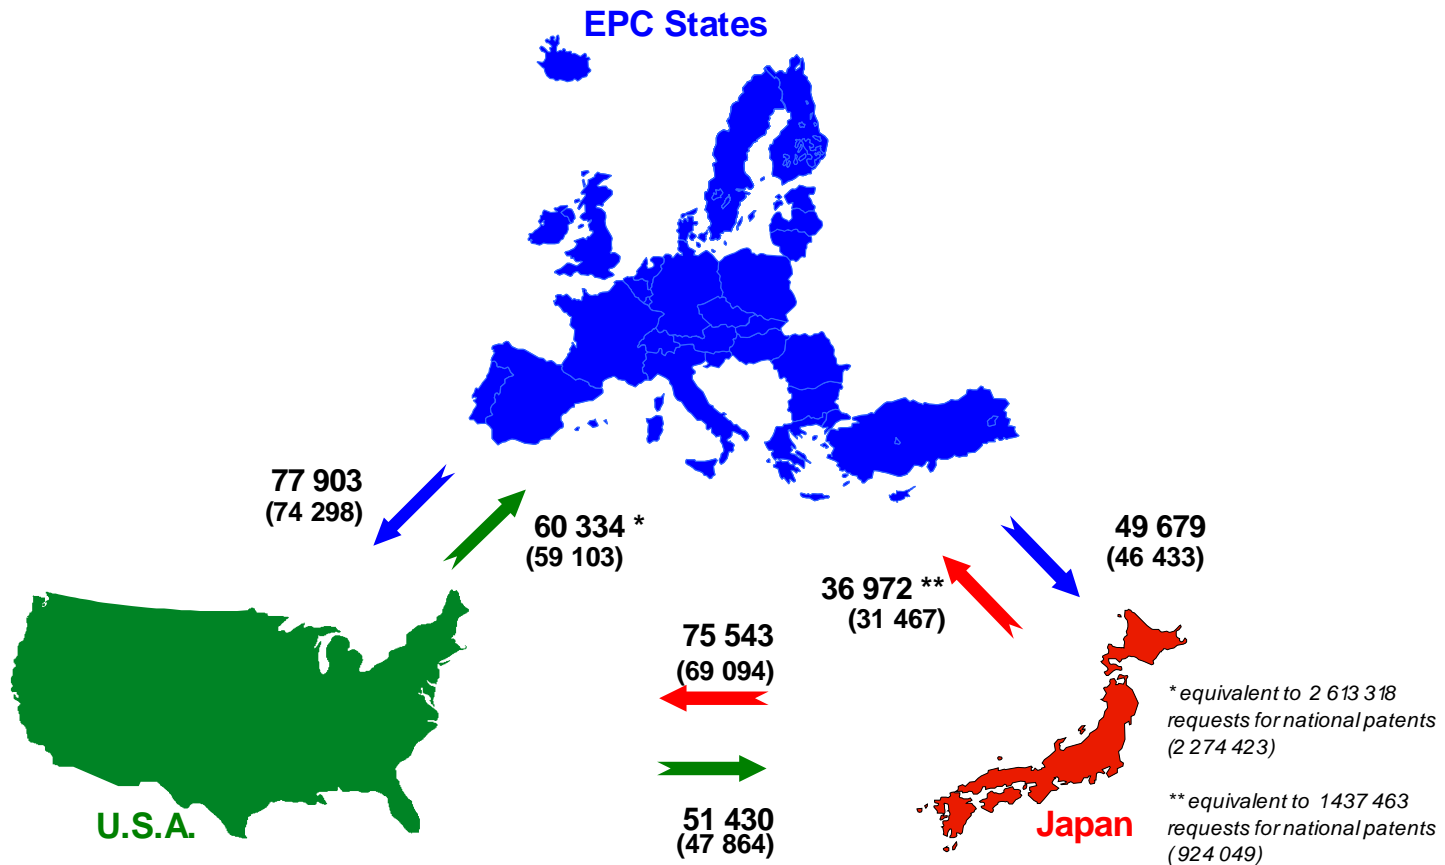 EPC States
77 903
(74 298)
60 334 *
(59 103)
49 679
(46 433)
36 972 **
(31 467)
75 543
(69 094)
51 430
(47 864)
U.S.A.
Japan
* equivalent to 2 613 318
requests for national patents
(2 274 423)
** equivalent to 1 437 463
requests for national patents
(924 049)